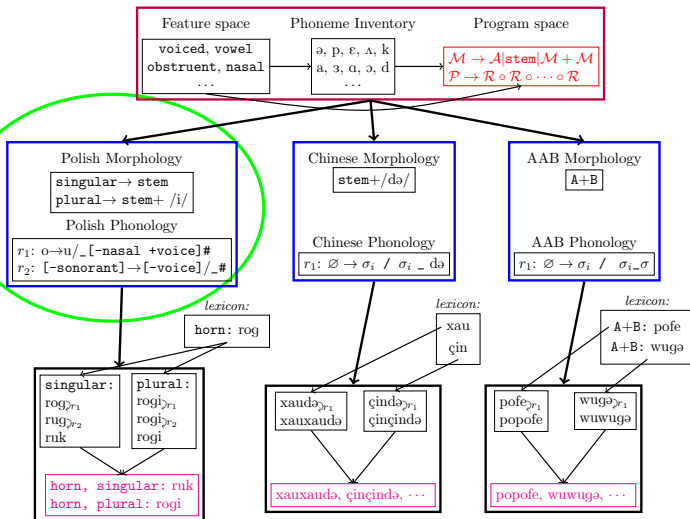 Feature space Phoneme Inventory Program space
voiced, vowel
obstruent, nasal
...
ə, p, ɛ, ʌ, k
a, ɜ, ɑ, ə, d
...
ℳ → 𝒜|stem|ℳ + ℳ
𝒫 → ℛ ∘ ℛ ∘ ⋯ ∘ ℛ
Polish Morphology
singular→ stem
plural→ stem+ /i/
Polish Phonology
r₁: o→u/_[-nasal +voice]#
r₂: [-sonorant]→[-voice]/_#
Chinese Morphology
stem+/də/
Chinese Phonology
r₁: ∅ → σᵢ / σᵢ _ də
AAB Morphology
A+B
AAB Phonology
r₁: ∅ → σᵢ / σᵢ_σ
lexicon:
horn: rog
lexicon:
xau
çin
lexicon:
A+B: pofe
A+B: wugə
singular:
rog r₁
rug r₂
ruk
plural:
rogi r₁
rogi r₂
rogi
horn, singular: ruk
horn, plural: rogi
xaudə r₁
xauxaudə
çində r₁
çinçində
xauxaudə, çinçində, ⋯
pofe r₁
popofe
wugə r₁
wuwugə
popofe, wuwugə, ⋯